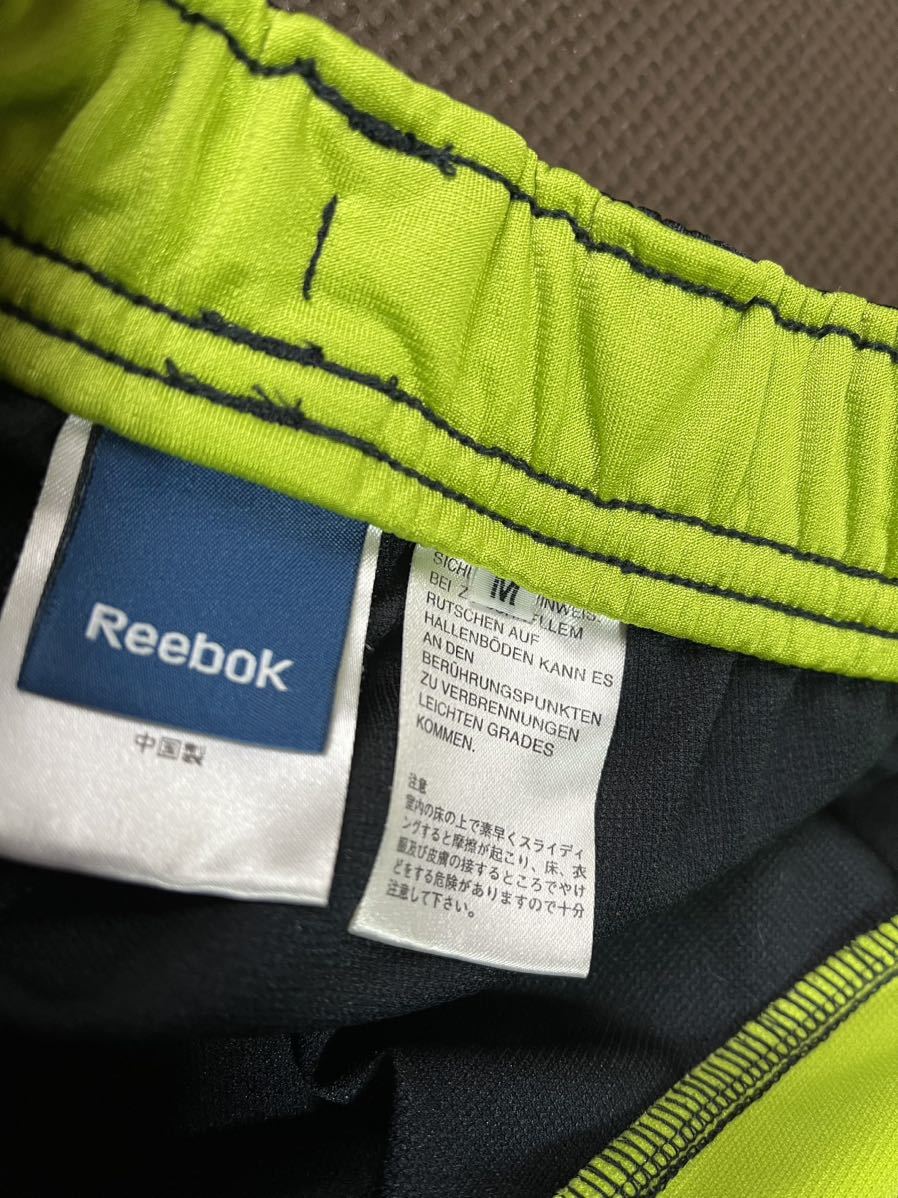 Reebok
中国製
M
BEI
RUTSCHEN AUF
HALLENBÖDEN KANN ES
AN DEN
BERÜHRUNGSPUNKTEN
ZU VERBRENNUNGEN
LEICHTEN GRADES
KOMMEN.
注意
室内の床の上で素早くスライディ
ングすると摩擦が起こり、床、衣
服及び皮膚の接するところでやけ
どをする危険がありますので十分
注意して下さい。